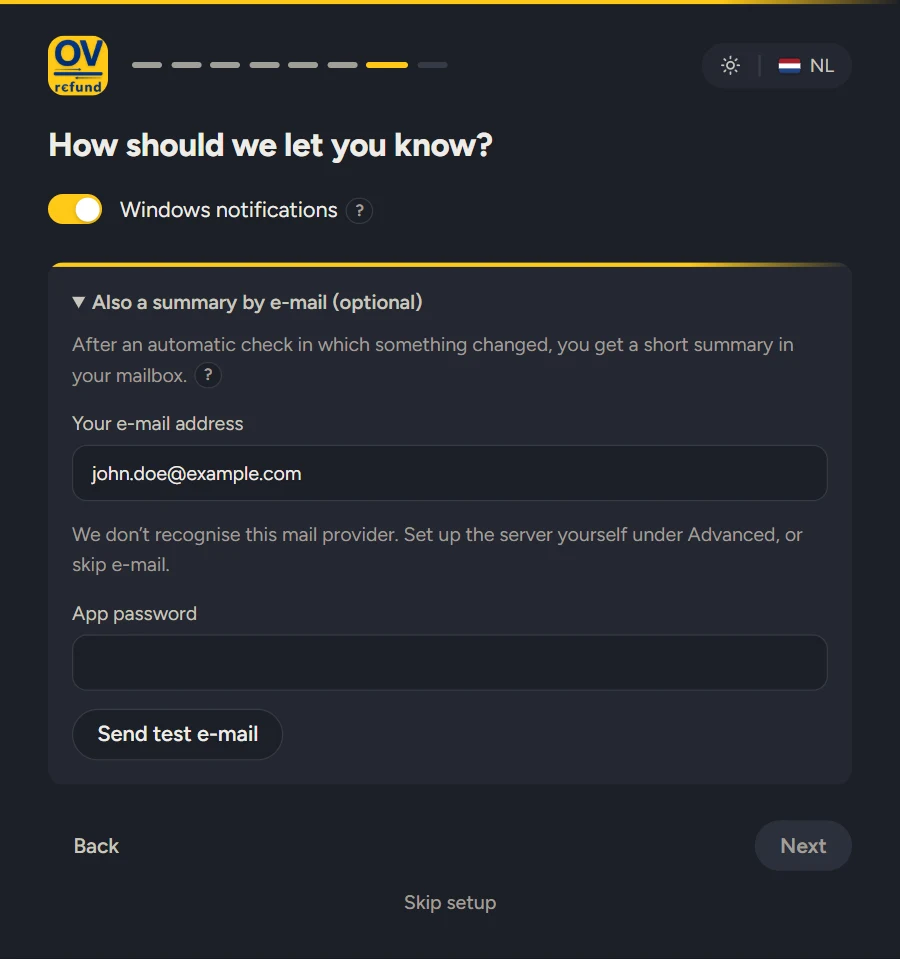 OV
refund
NL
How should we let you know?
Windows notifications ?
▼ Also a summary by e-mail (optional)
After an automatic check in which something changed, you get a short summary in
your mailbox. ?
Your e-mail address
john.doe@example.com
We don’t recognise this mail provider. Set up the server yourself under Advanced, or
skip e-mail.
App password
Send test e-mail
Back
Next
Skip setup